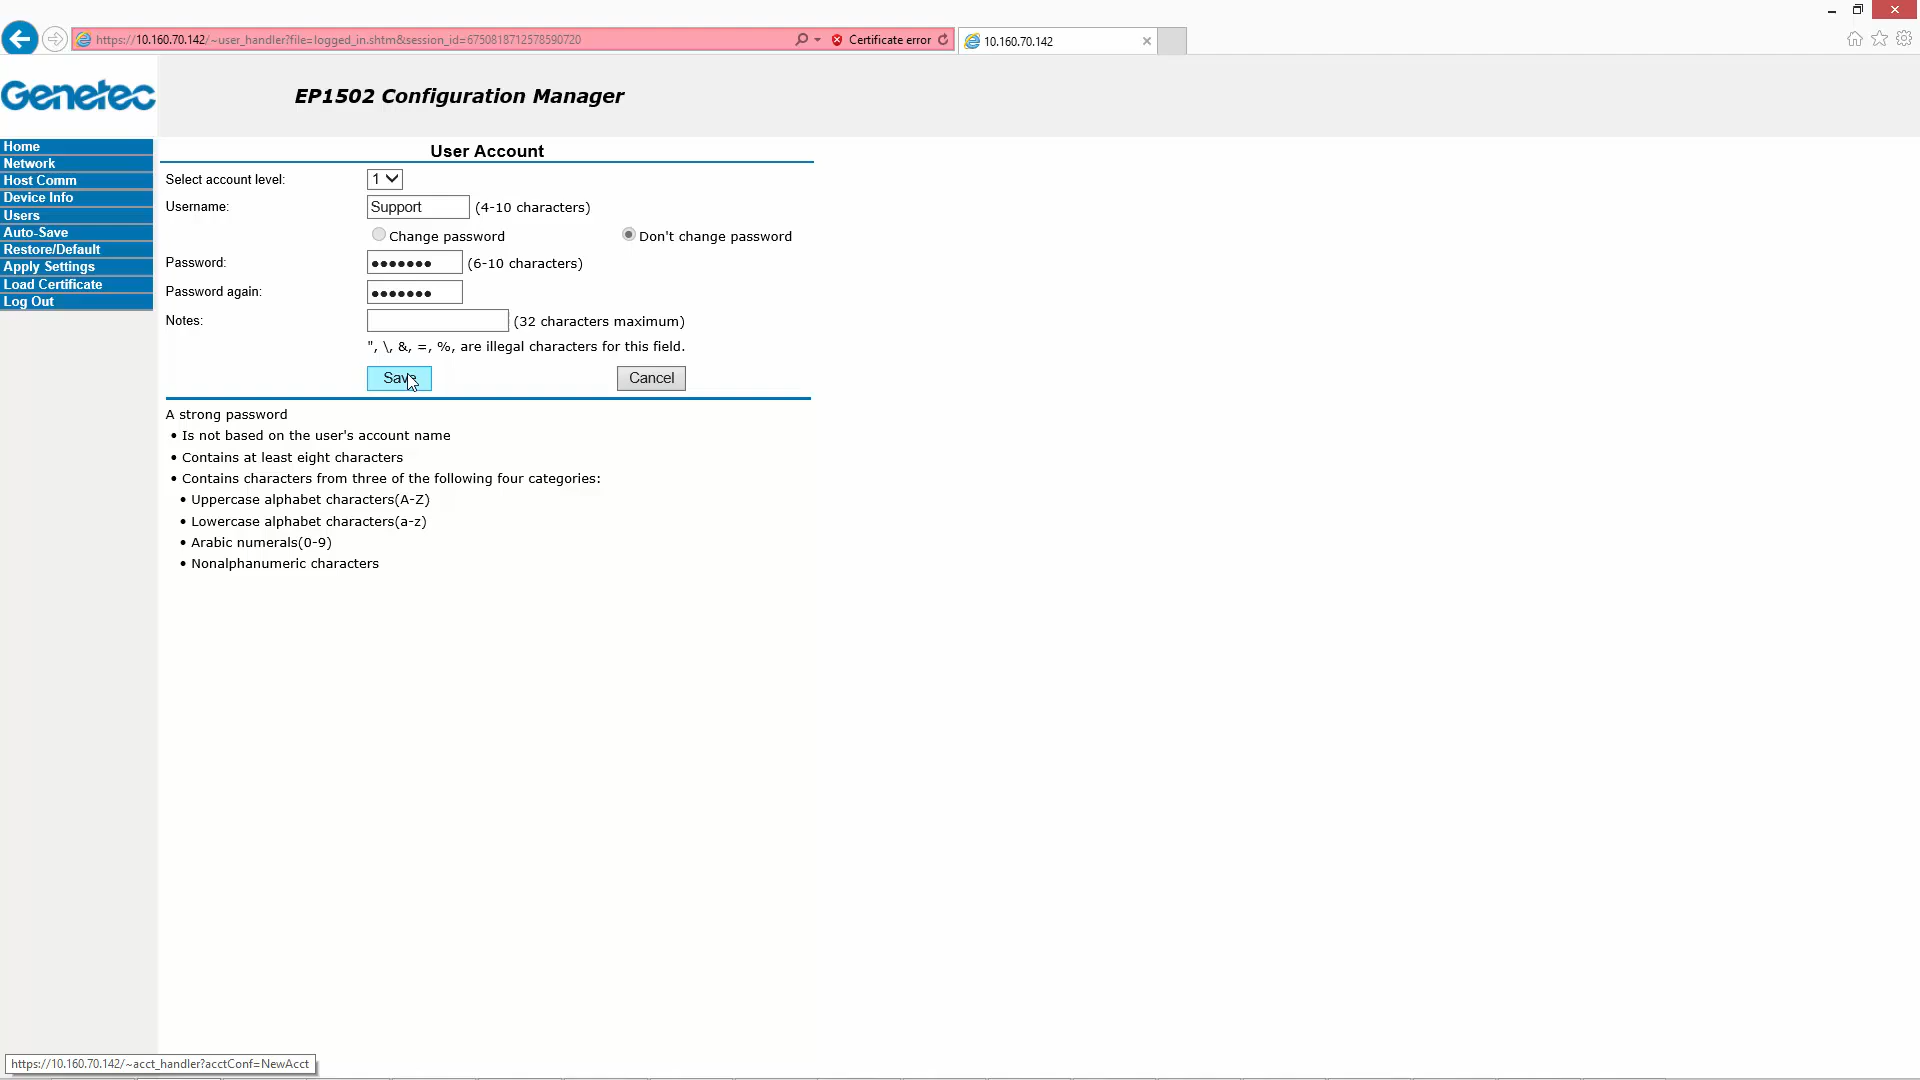 https://10.160.70.142/~user_handler?file=logged_in.shtm&session_id=6750818712578590720
Certificate error
10.160.70.142
Genetec
EP1502 Configuration Manager
Home
Network
Host Comm
Device Info
Users
Auto-Save
Restore/Default
Apply Settings
Load Certificate
Log Out
User Account
Select account level: 1
Username: Support (4-10 characters)
Change password Don't change password
Password: ●●●●●●● (6-10 characters)
Password again: ●●●●●●●
Notes: (32 characters maximum)
", \, &, =, %, are illegal characters for this field.
Save Cancel
A strong password
• Is not based on the user's account name
• Contains at least eight characters
• Contains characters from three of the following four categories:
• Uppercase alphabet characters(A-Z)
• Lowercase alphabet characters(a-z)
• Arabic numerals(0-9)
• Nonalphanumeric characters
https://10.160.70.142/~acct_handler?acctConf=NewAcct